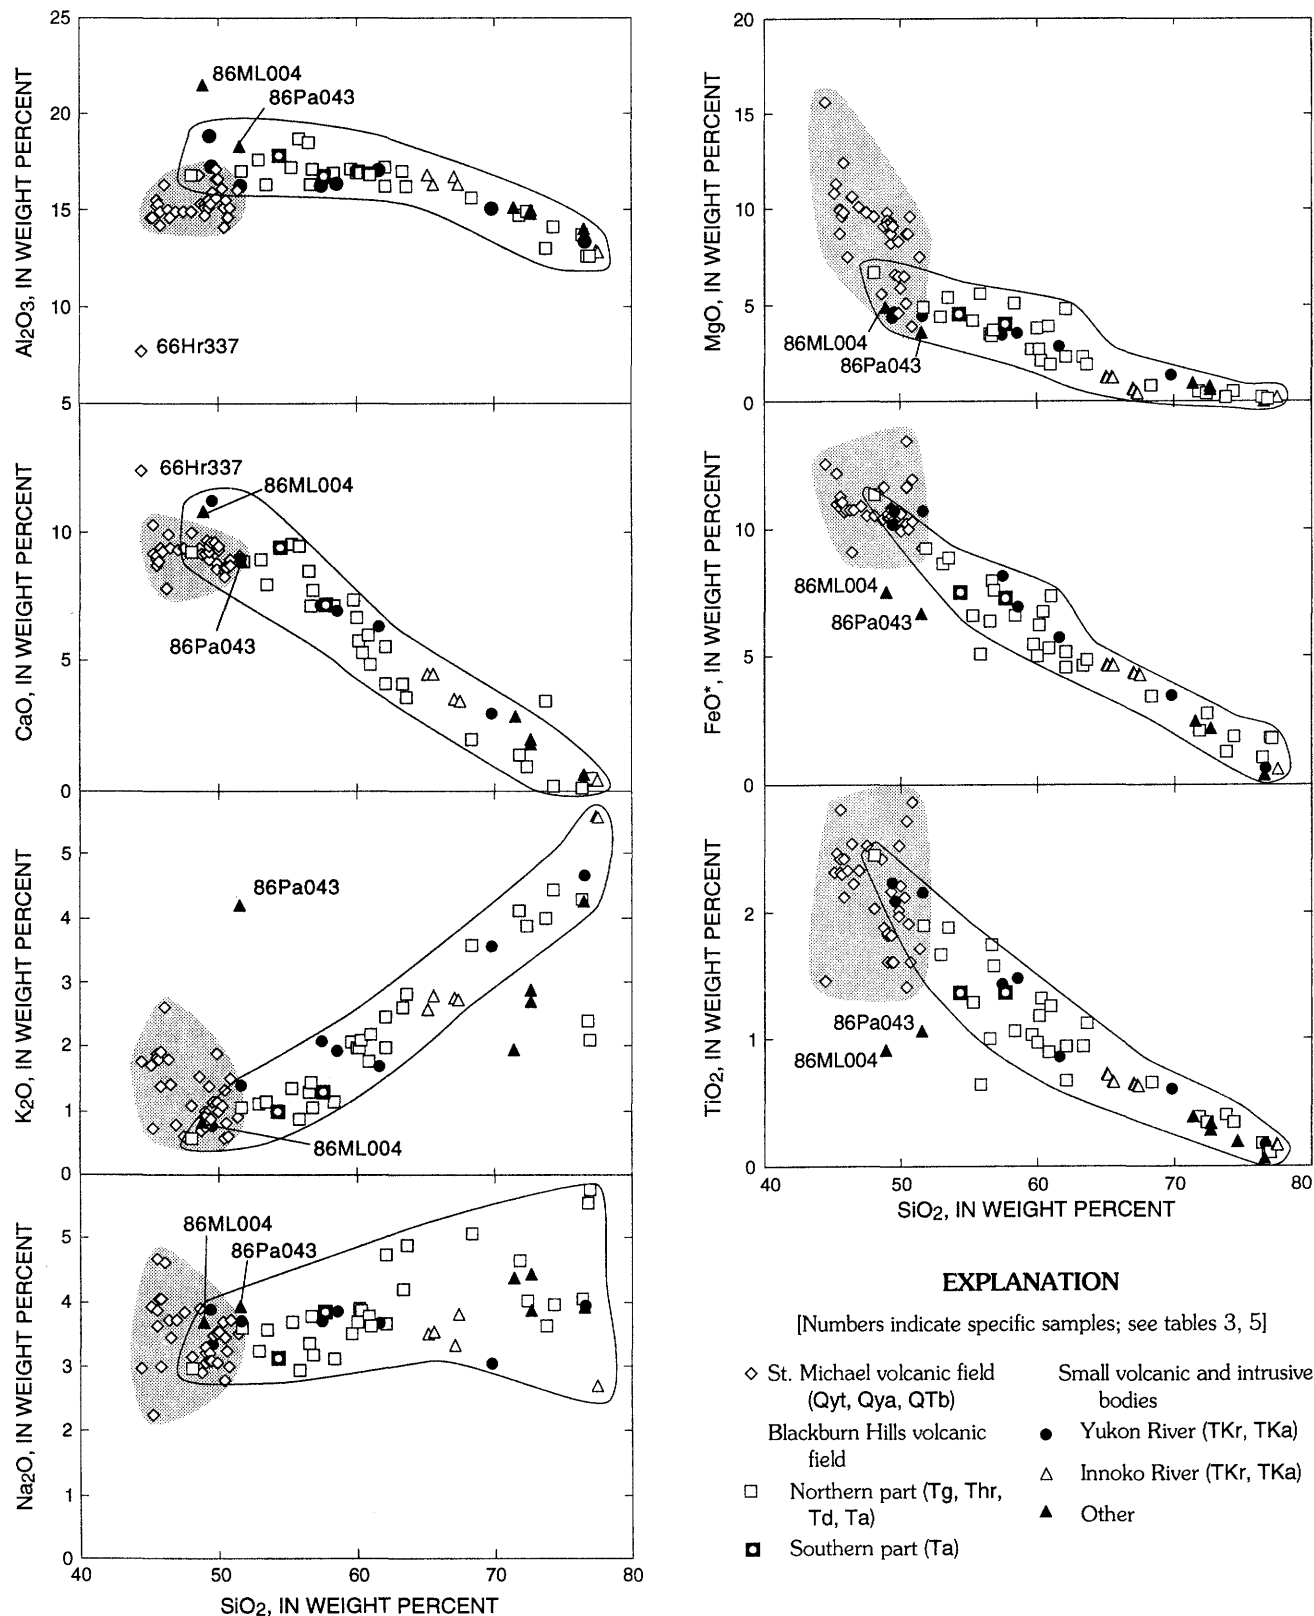 25
20
15
10
5
Al2O3, IN WEIGHT PERCENT
86ML004
86Pa043
66Hr337
10
5
0
CaO, IN WEIGHT PERCENT
66Hr337
86ML004
86Pa043
5
4
3
2
1
0
K2O, IN WEIGHT PERCENT
86Pa043
86ML004
5
4
3
2
1
0
Na2O, IN WEIGHT PERCENT
86ML004
86Pa043
40 50 60 70 80
SiO2, IN WEIGHT PERCENT
20
15
10
5
0
MgO, IN WEIGHT PERCENT
86ML004
86Pa043
10
5
0
FeO*, IN WEIGHT PERCENT
86ML004
86Pa043
2
1
0
TiO2, IN WEIGHT PERCENT
86Pa043
86ML004
40 50 60 70 80
SiO2, IN WEIGHT PERCENT
EXPLANATION
[Numbers indicate specific samples; see tables 3, 5]
St. Michael volcanic field
(Qyt, Qya, QTb)
Blackburn Hills volcanic
field
Northern part (Tg, Thr,
Td, Ta)
Southern part (Ta)
Small volcanic and intrusive
bodies
Yukon River (TKr, TKa)
Innoko River (TKr, TKa)
Other